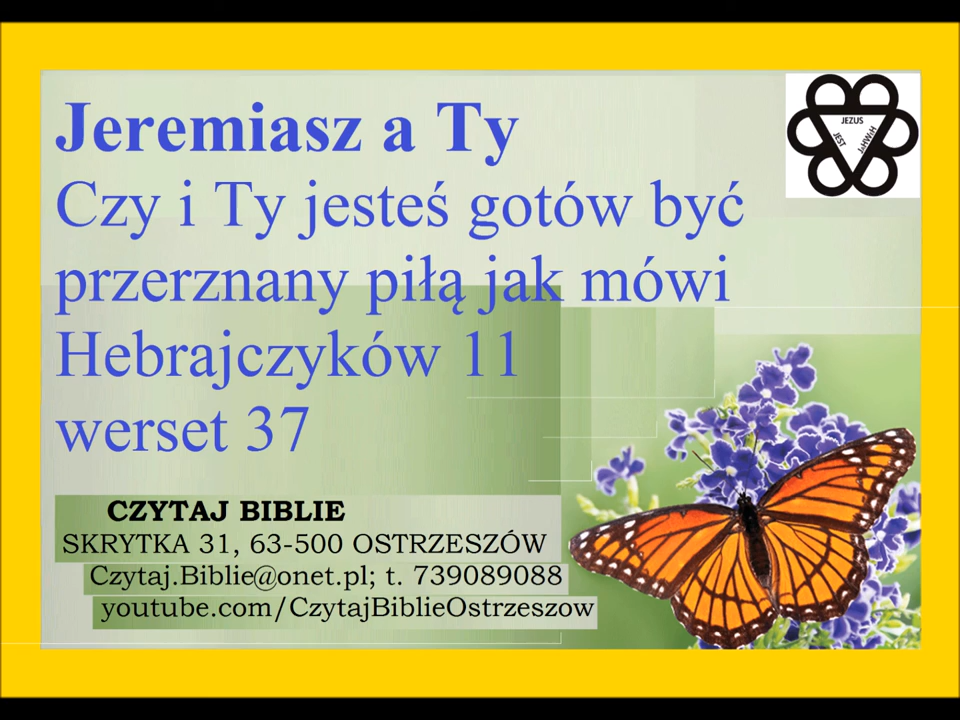 Jeremiasz a Ty
Czy i Ty jesteś gotów być
przerznany piłą jak mówi
Hebrajczyków 11
werset 37
JEZUS
JEST
JaHWeH
CZYTAJ BIBLIE
SKRYTKA 31, 63-500 OSTRZESZÓW
Czytaj.Biblie@onet.pl; t. 739089088
youtube.com/CzytajBiblieOstrzeszow